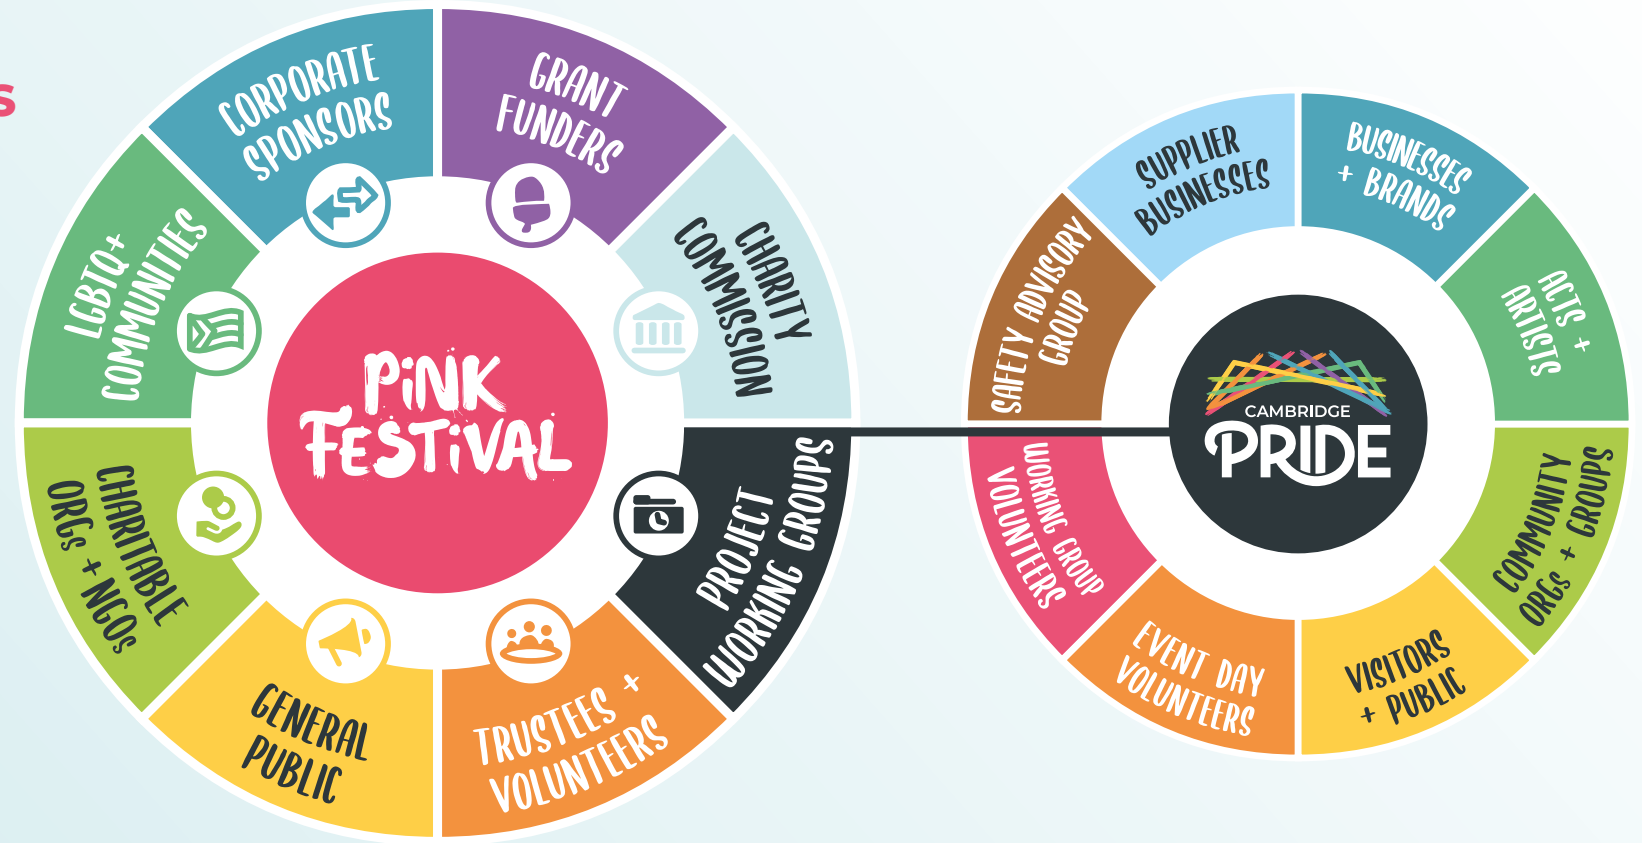 s
CORPORATE
SPONSORS
GRANT
FUNDERS
CHARITY
COMMISSION
PROJECT
WORKING GROUPS
TRUSTEES +
VOLUNTEERS
GENERAL
PUBLIC
CHARITABLE
ORGs + NGOs
LGBTQ+
COMMUNITIES
PiNK
FESTiVAL
SUPPLIER
BUSINESSES
BUSINESSES
+ BRANDS
ACTS +
ARTISTS
COMMUNITY
ORGs + GROUPS
VISITORS
+ PUBLIC
EVENT DAY
VOLUNTEERS
WORKING GROUP
VOLUNTEERS
SAFETY ADVISORY
GROUP
CAMBRIDGE
PRIDE